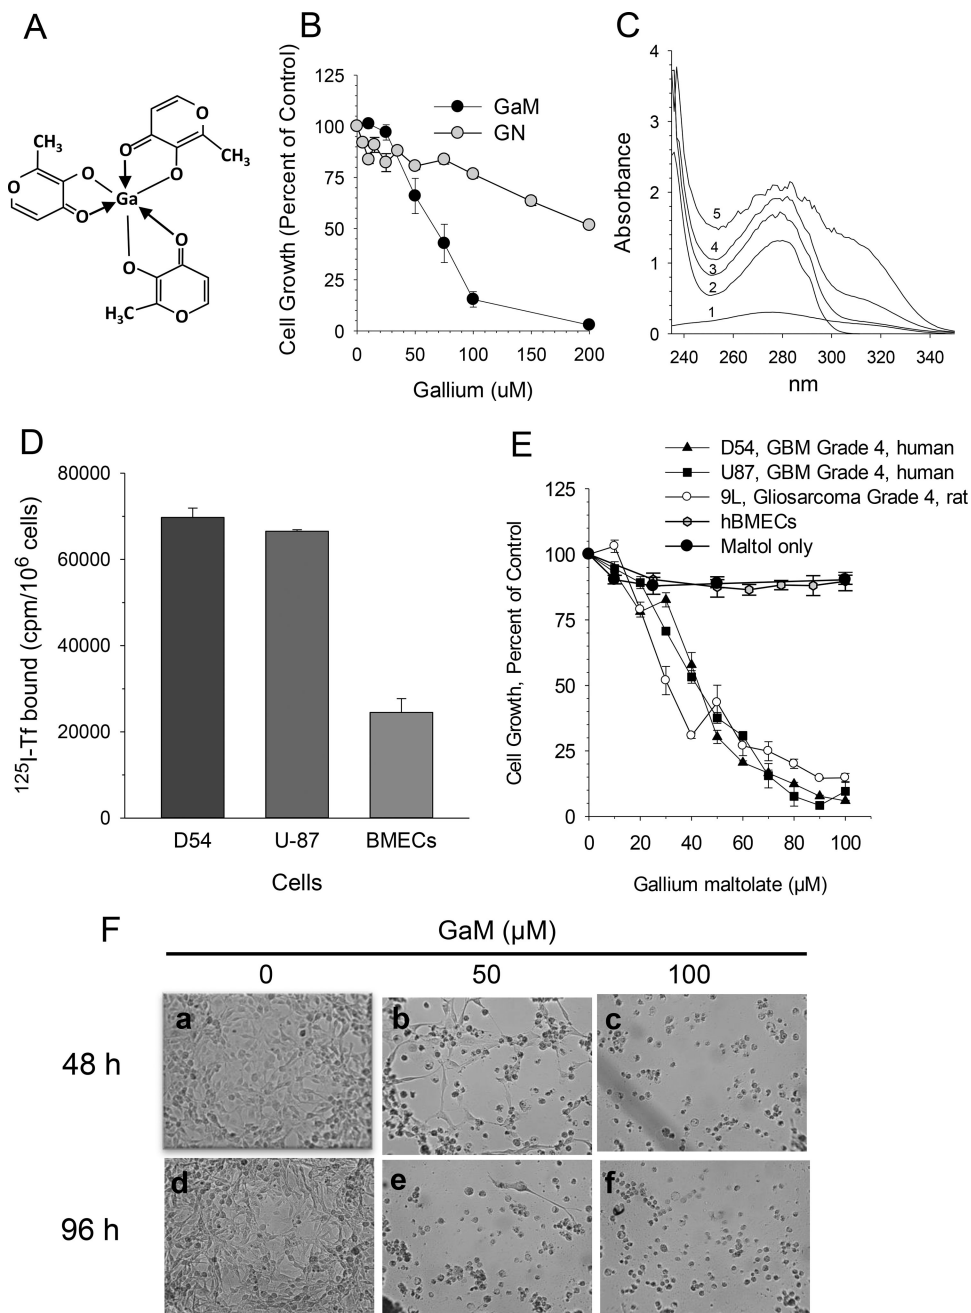 A
O
O
CH₃
CH₃
O
O
O
O
Ga
O
O
O
H₃C
O
B
Cell Growth (Percent of Control)
125
100
75
50
25
0
0
50
100
150
200
Gallium (uM)
GaM
GN
C
Absorbance
4
3
2
1
0
5
4
3
2
1
240
260
280
300
320
340
nm
D
¹²⁵I-Tf bound (cpm/10⁶ cells)
80000
60000
40000
20000
0
D54
U-87
BMECs
Cells
E
D54, GBM Grade 4, human
U87, GBM Grade 4, human
9L, Gliosarcoma Grade 4, rat
hBMECs
Maltol only
Cell Growth, Percent of Control
125
100
75
50
25
0
0
20
40
60
80
100
Gallium maltolate (µM)
F
GaM (µM)
0
50
100
48 h
a
b
c
96 h
d
e
f